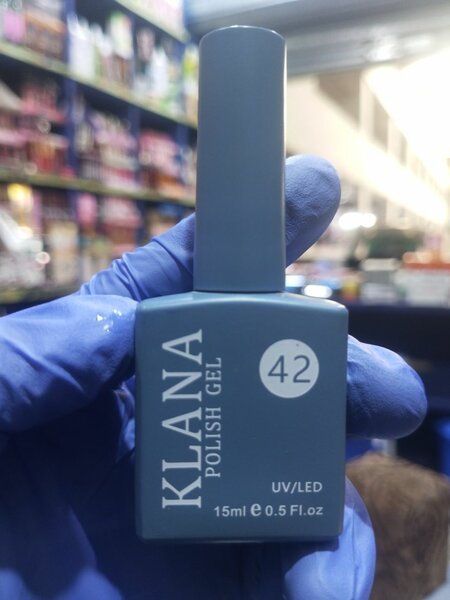 KLANA
POLISH GEL
42
UV/LED
15ml e 0.5 Fl.oz